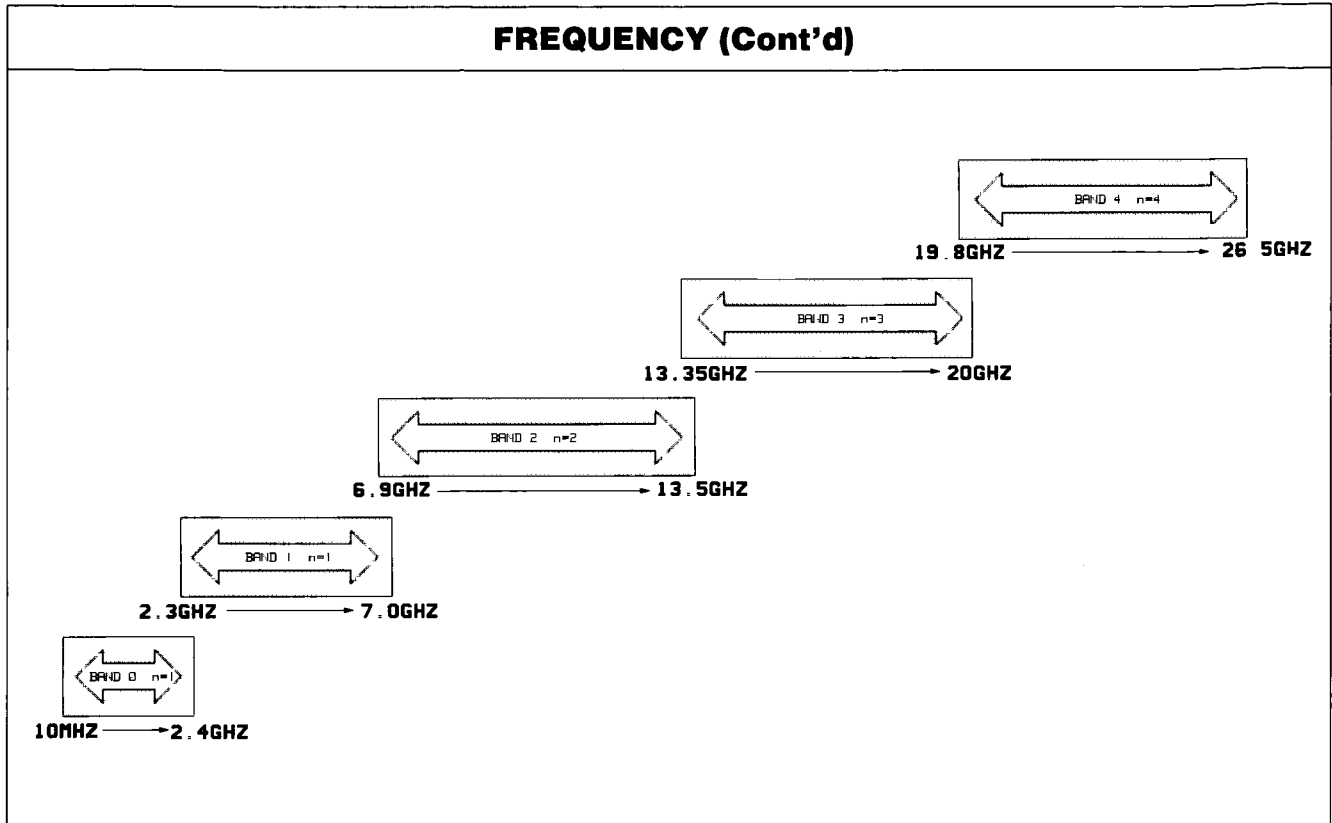 FREQUENCY (Cont'd)
BAND 4 n=4
19.8GHZ 26 5GHZ
BAND 3 n=3
13.35GHZ 20GHZ
BAND 2 n=2
6.9GHZ 13.5GHZ
BAND 1 n=1
2.3GHZ 7.0GHZ
BAND 0 n=1
10MHZ 2.4GHZ